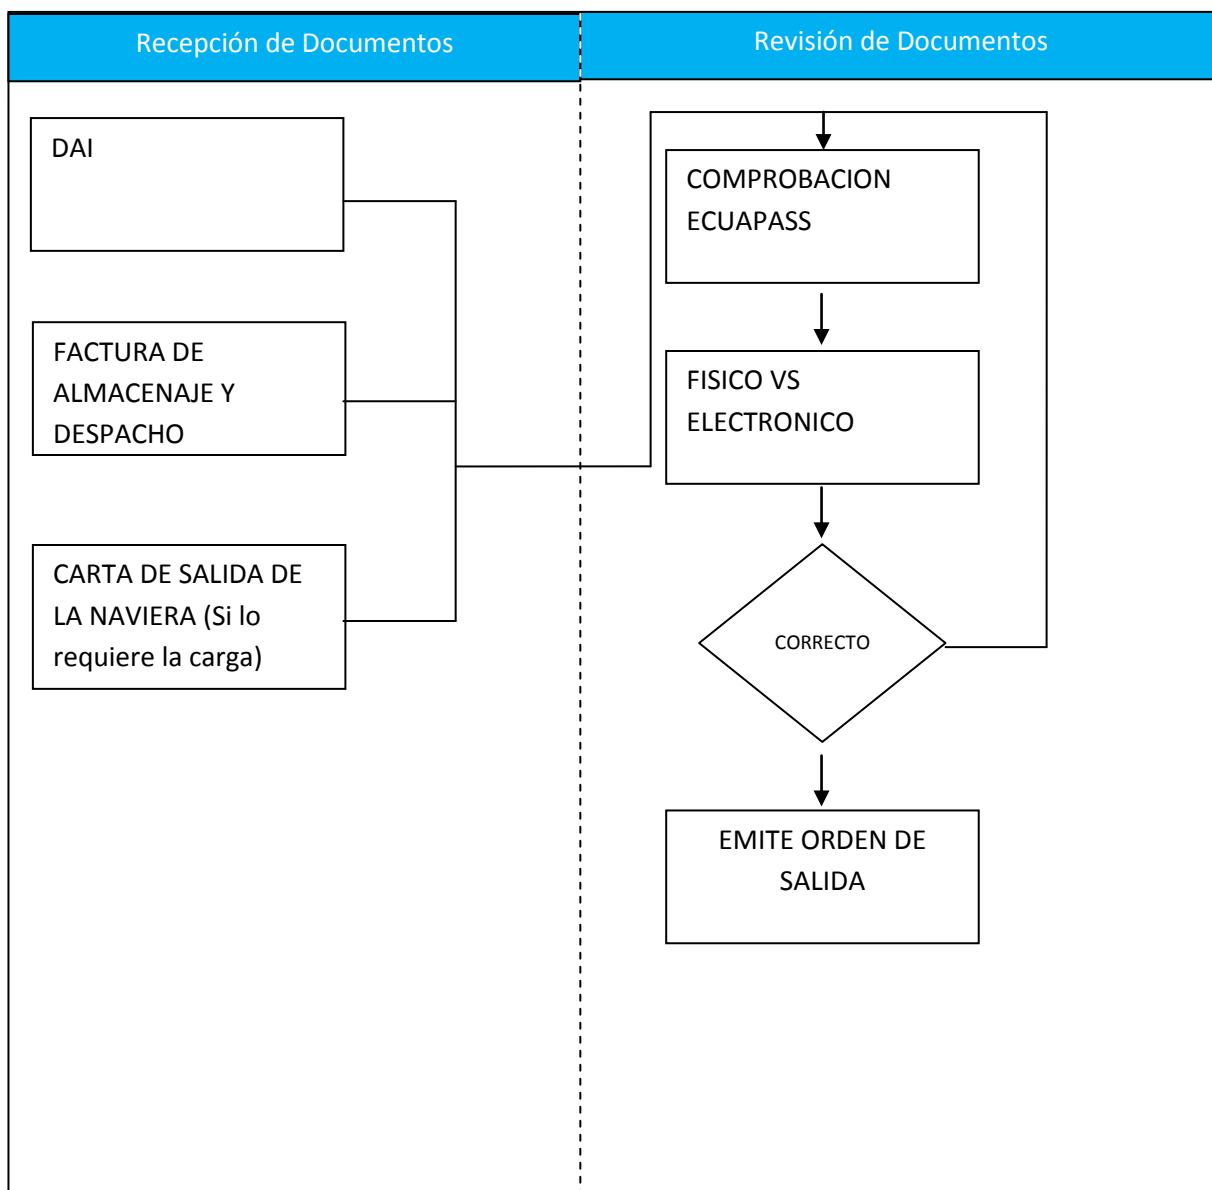 Recepción de Documentos
Revisión de Documentos
DAI
FACTURA DE
ALMACENAJE Y
DESPACHO
CARTA DE SALIDA DE
LA NAVIERA (Si lo
requiere la carga)
COMPROBACION
ECUAPASS
FISICO VS
ELECTRONICO
CORRECTO
EMITE ORDEN DE
SALIDA